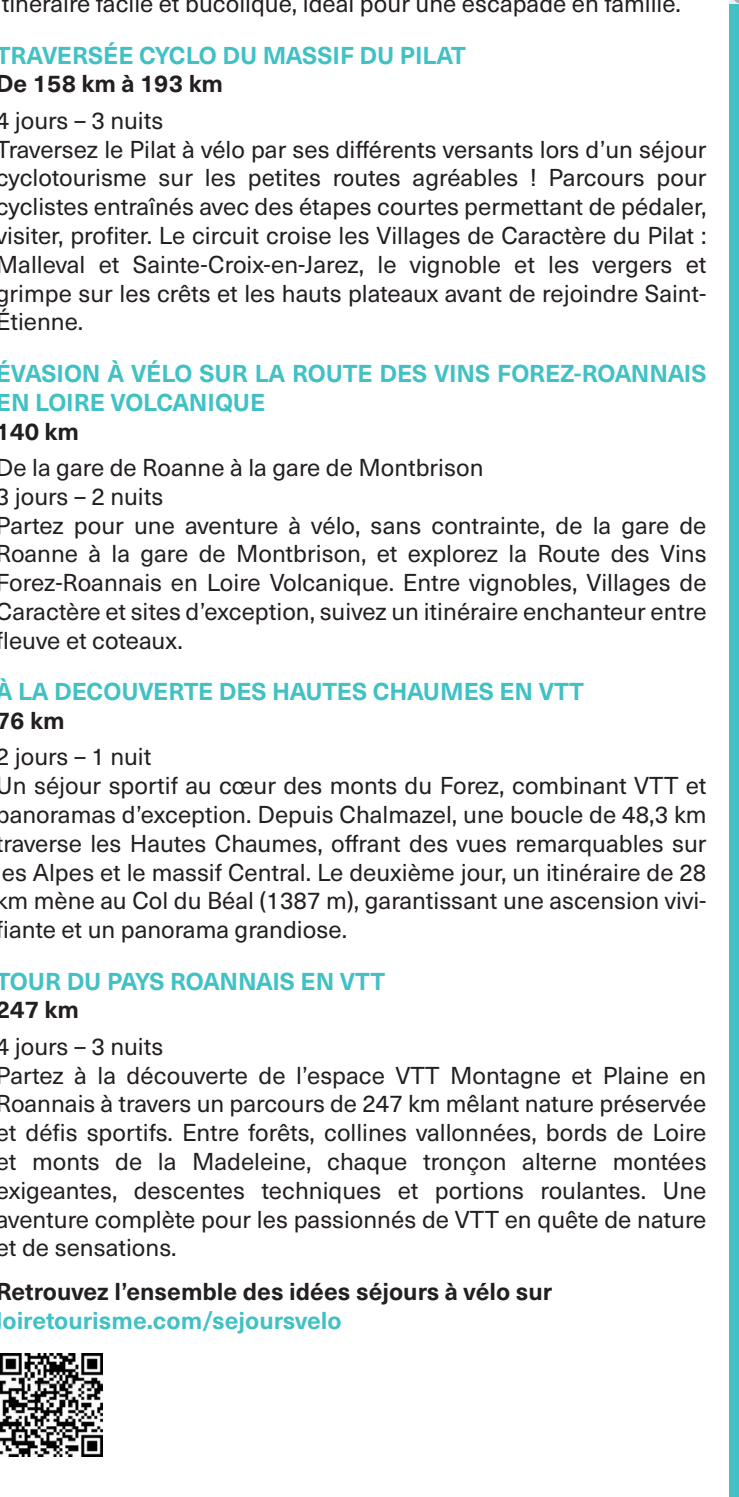 itinéraire facile et bucolique, idéal pour une escapade en famille.
TRAVERSÉE CYCLO DU MASSIF DU PILAT
De 158 km à 193 km
4 jours – 3 nuits
Traversez le Pilat à vélo par ses différents versants lors d’un séjour
cyclotourisme sur les petites routes agréables ! Parcours pour
cyclistes entraînés avec des étapes courtes permettant de pédaler,
visiter, profiter. Le circuit croise les Villages de Caractère du Pilat :
Malleval et Sainte-Croix-en-Jarez, le vignoble et les vergers et
grimpe sur les crêts et les hauts plateaux avant de rejoindre Saint-
Étienne.
ÉVASION À VÉLO SUR LA ROUTE DES VINS FOREZ-ROANNAIS
EN LOIRE VOLCANIQUE
140 km
De la gare de Roanne à la gare de Montbrison
3 jours – 2 nuits
Partez pour une aventure à vélo, sans contrainte, de la gare de
Roanne à la gare de Montbrison, et explorez la Route des Vins
Forez-Roannais en Loire Volcanique. Entre vignobles, Villages de
Caractère et sites d’exception, suivez un itinéraire enchanteur entre
fleuve et coteaux.
À LA DECOUVERTE DES HAUTES CHAUMES EN VTT
76 km
2 jours – 1 nuit
Un séjour sportif au cœur des monts du Forez, combinant VTT et
panoramas d’exception. Depuis Chalmazel, une boucle de 48,3 km
traverse les Hautes Chaumes, offrant des vues remarquables sur
les Alpes et le massif Central. Le deuxième jour, un itinéraire de 28
km mène au Col du Béal (1387 m), garantissant une ascension vivi-
fiante et un panorama grandiose.
TOUR DU PAYS ROANNAIS EN VTT
247 km
4 jours – 3 nuits
Partez à la découverte de l’espace VTT Montagne et Plaine en
Roannais à travers un parcours de 247 km mêlant nature préservée
et défis sportifs. Entre forêts, collines vallonnées, bords de Loire
et monts de la Madeleine, chaque tronçon alterne montées
exigeantes, descentes techniques et portions roulantes. Une
aventure complète pour les passionnés de VTT en quête de nature
et de sensations.
Retrouvez l’ensemble des idées séjours à vélo sur
loiretourisme.com/sejoursvelo